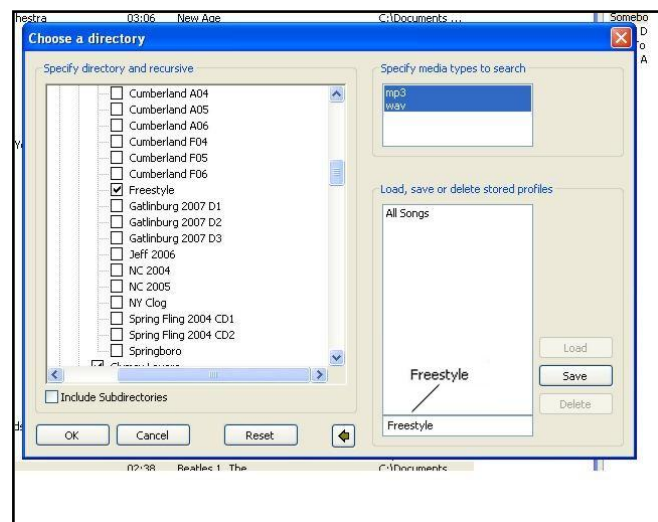 hestra 03:06 New Age C:\Documents ... Somebo
Choose a directory
Specify directory and recursive
Cumberland A04
Cumberland A05
Cumberland A06
Cumberland F04
Cumberland F05
Cumberland F06
Freestyle
Gatlinburg 2007 D1
Gatlinburg 2007 D2
Gatlinburg 2007 D3
Jeff 2006
NC 2004
NC 2005
NY Clog
Spring Fling 2004 CD1
Spring Fling 2004 CD2
Springboro
Include Subdirectories
OK Cancel Reset
Specify media types to search
mp3
wav
Load, save or delete stored profiles
All Songs
Freestyle
Freestyle
Load
Save
Delete
D
To
A
02:38 Beatles 1, The C:\Documents